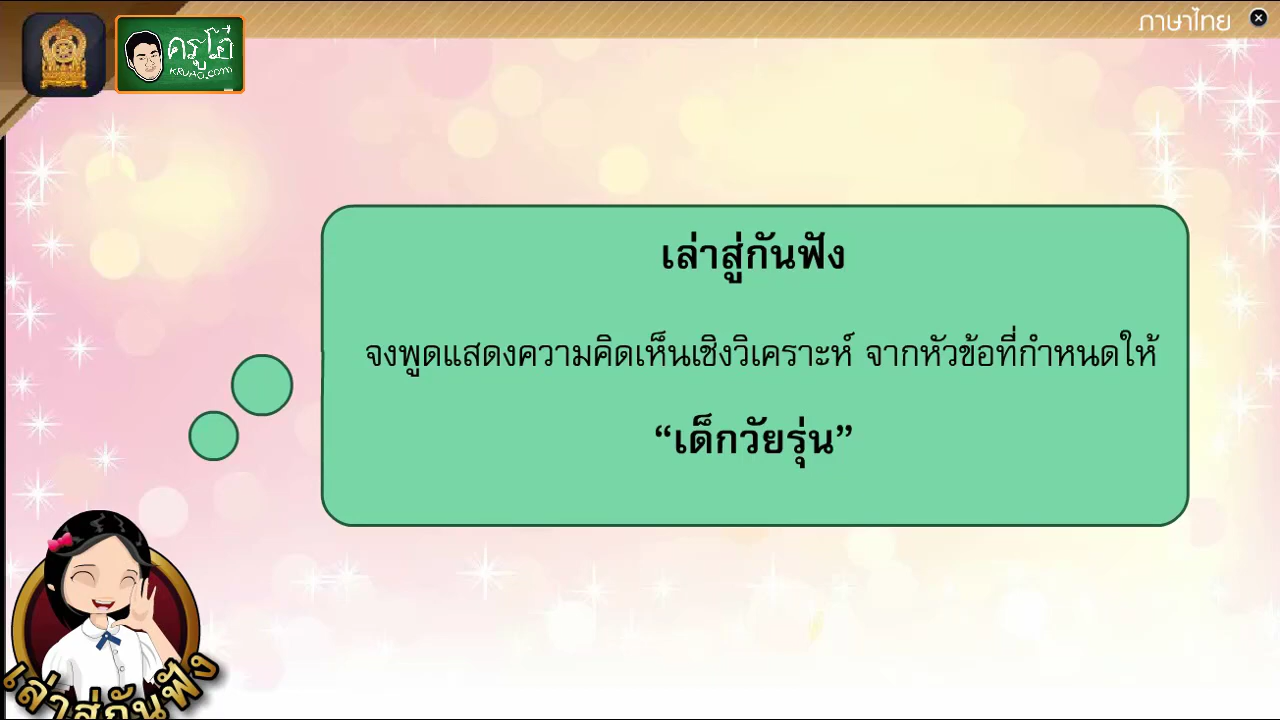 ภาษาไทย
ครูโอ๊
KRUHO.com
เล่าสู่กันฟัง
จงพูดแสดงความคิดเห็นเชิงวิเคราะห์ จากหัวข้อที่กำหนดให้
“เด็กวัยรุ่น”
เล่าสู่กันฟัง